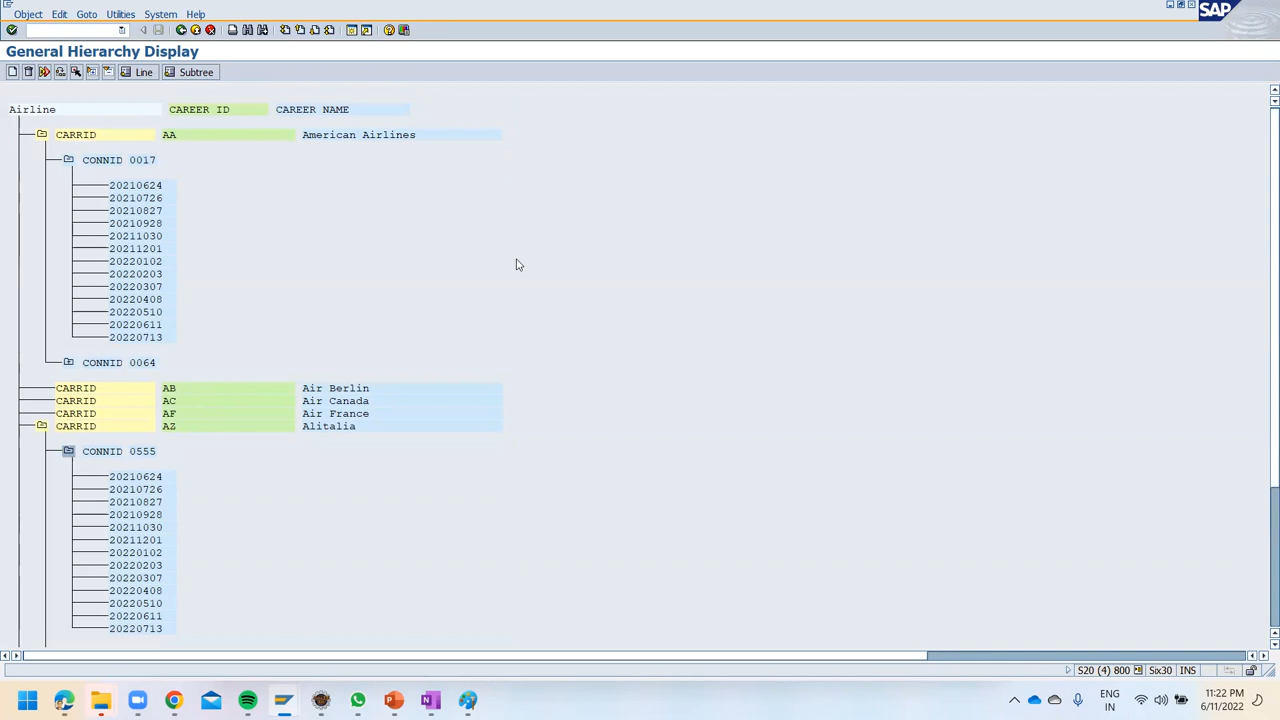 Object Edit Goto Utilities System Help
SAP
General Hierarchy Display
Line Subtree
Airline CAREER ID CAREER NAME
CARRID AA American Airlines
CONNID 0017
20210624
20210726
20210827
20210928
20211030
20211201
20220102
20220203
20220307
20220408
20220510
20220611
20220713
CONNID 0064
CARRID AB Air Berlin
CARRID AC Air Canada
CARRID AF Air France
CARRID AZ Alitalia
CONNID 0555
20210624
20210726
20210827
20210928
20211030
20211201
20220102
20220203
20220307
20220408
20220510
20220611
20220713
S20 (4) 800 Six30 INS
ENG
IN
11:22 PM
6/11/2022